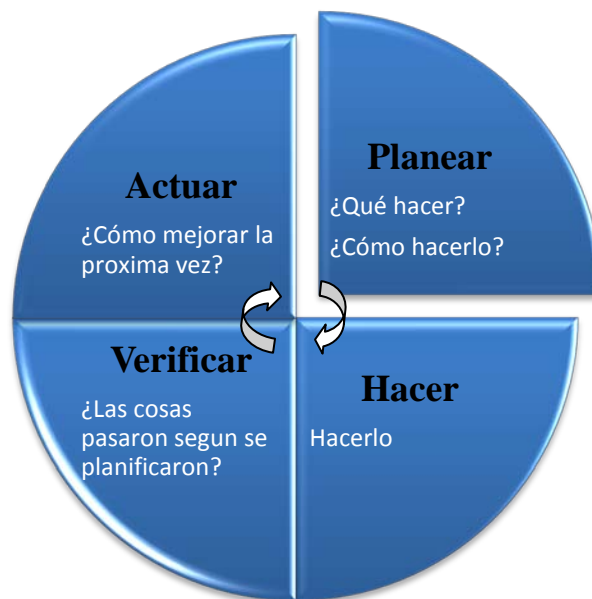 Planear
¿Qué hacer?
¿Cómo hacerlo?
Hacer
Hacerlo
Verificar
¿Las cosas
pasaron segun se
planificaron?
Actuar
¿Cómo mejorar la
proxima vez?